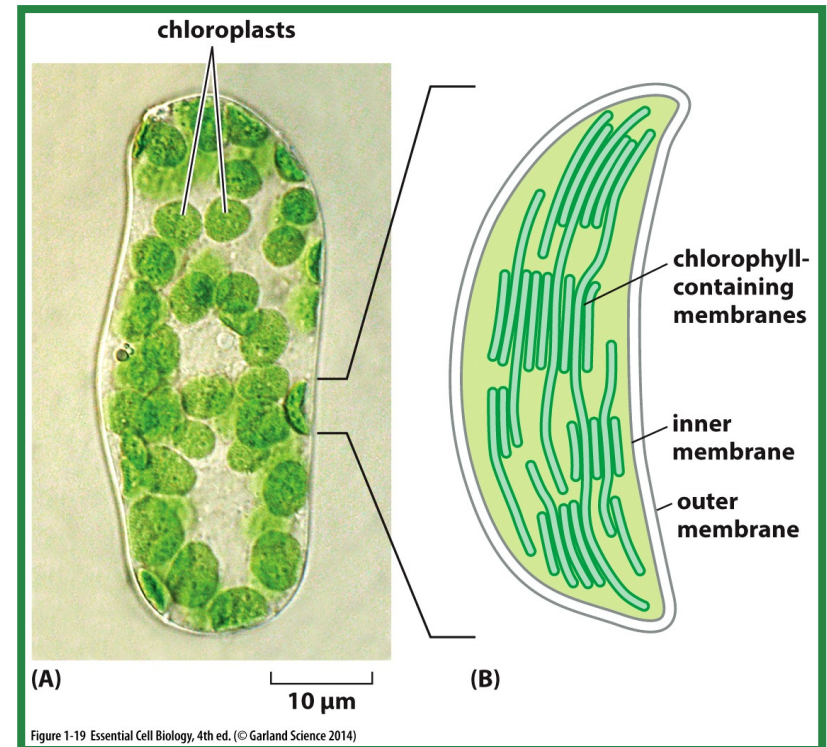 chloroplasts
chlorophyll-
containing
membranes
inner
membrane
outer
membrane
(A)
10 µm
(B)
Figure 1-19 Essential Cell Biology, 4th ed. (© Garland Science 2014)